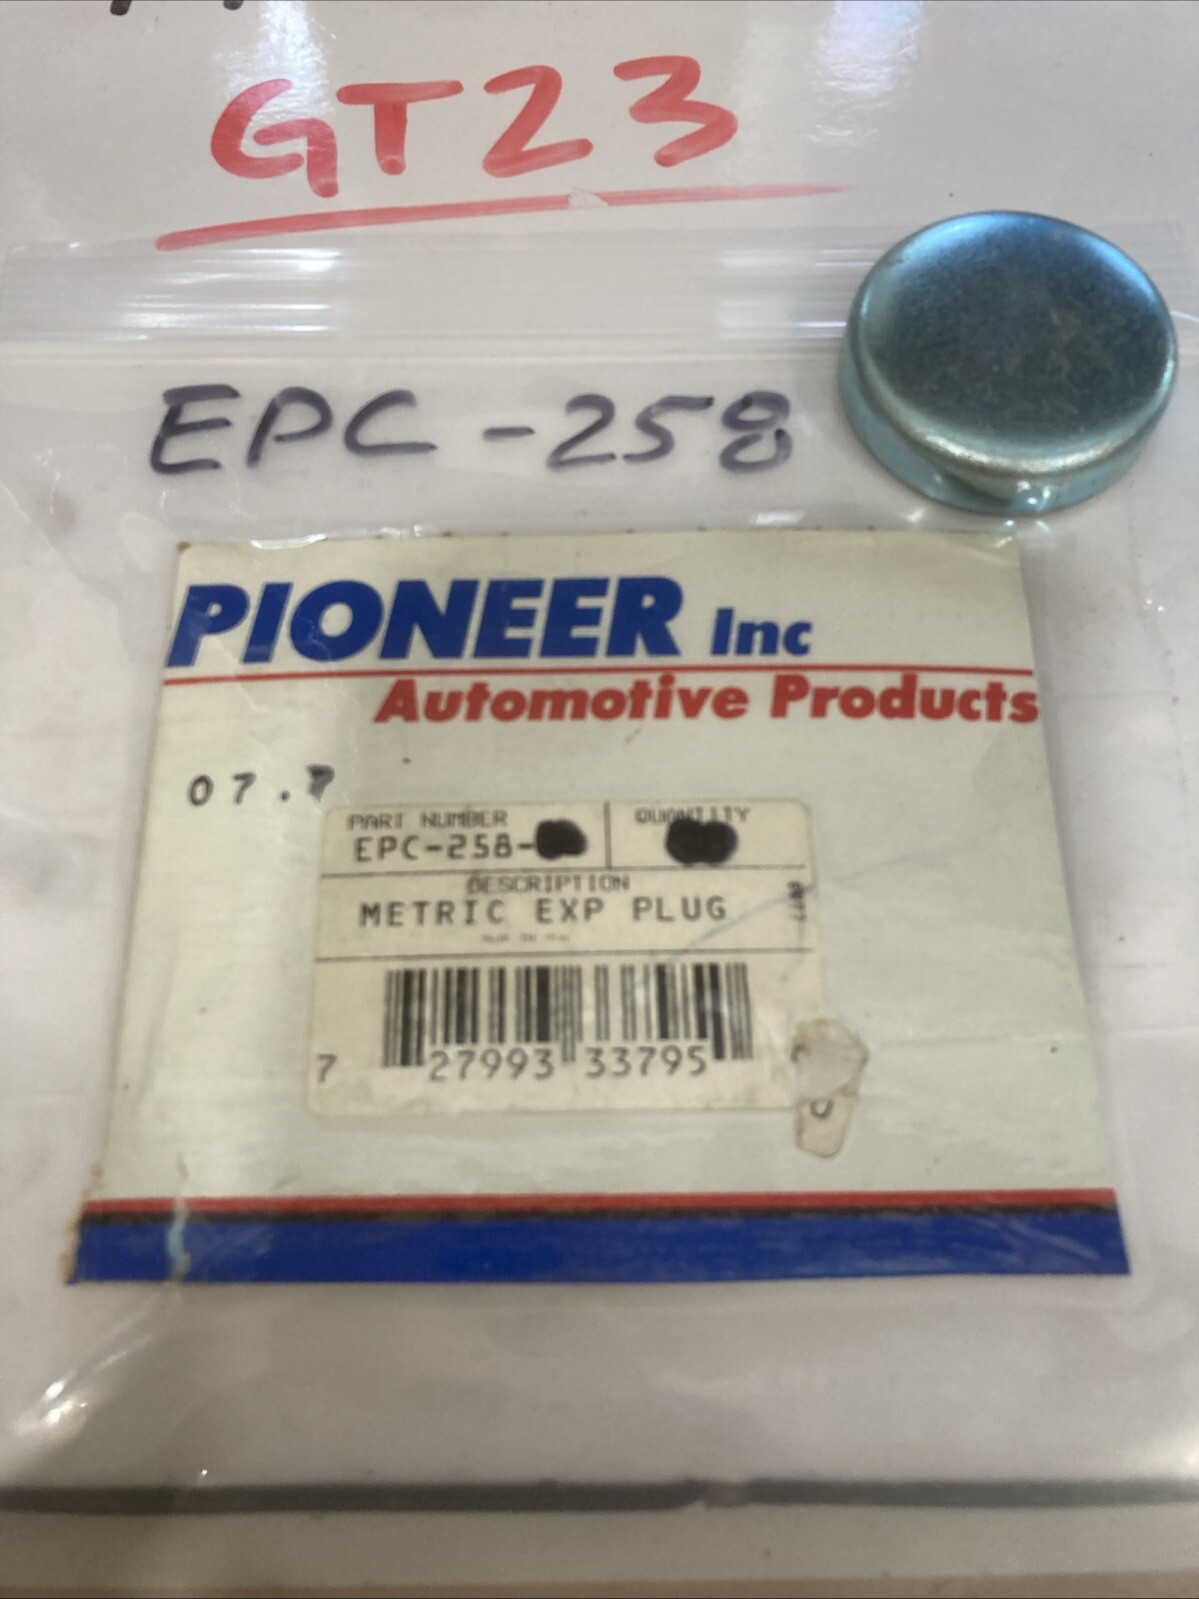 GT23
EPC-258
PIONEER Inc
Automotive Products
07.7
PART NUMBER
QUANTITY
EPC-258-
DESCRIPTION
METRIC EXP PLUG
7 27993 33795